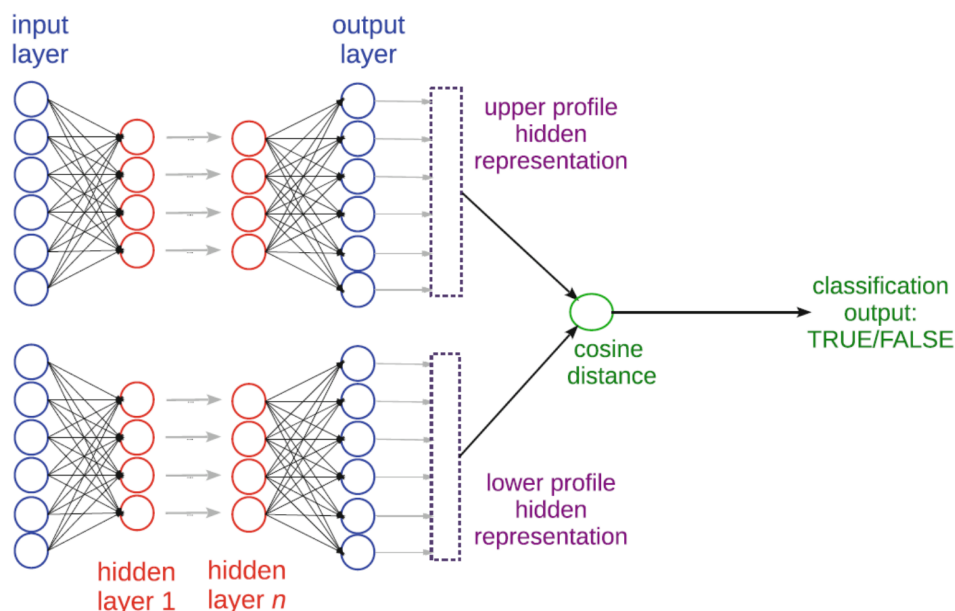 input
layer
output
layer
upper profile
hidden
representation
classification
output:
TRUE/FALSE
cosine
distance
lower profile
hidden
representation
hidden
layer 1
hidden
layer n